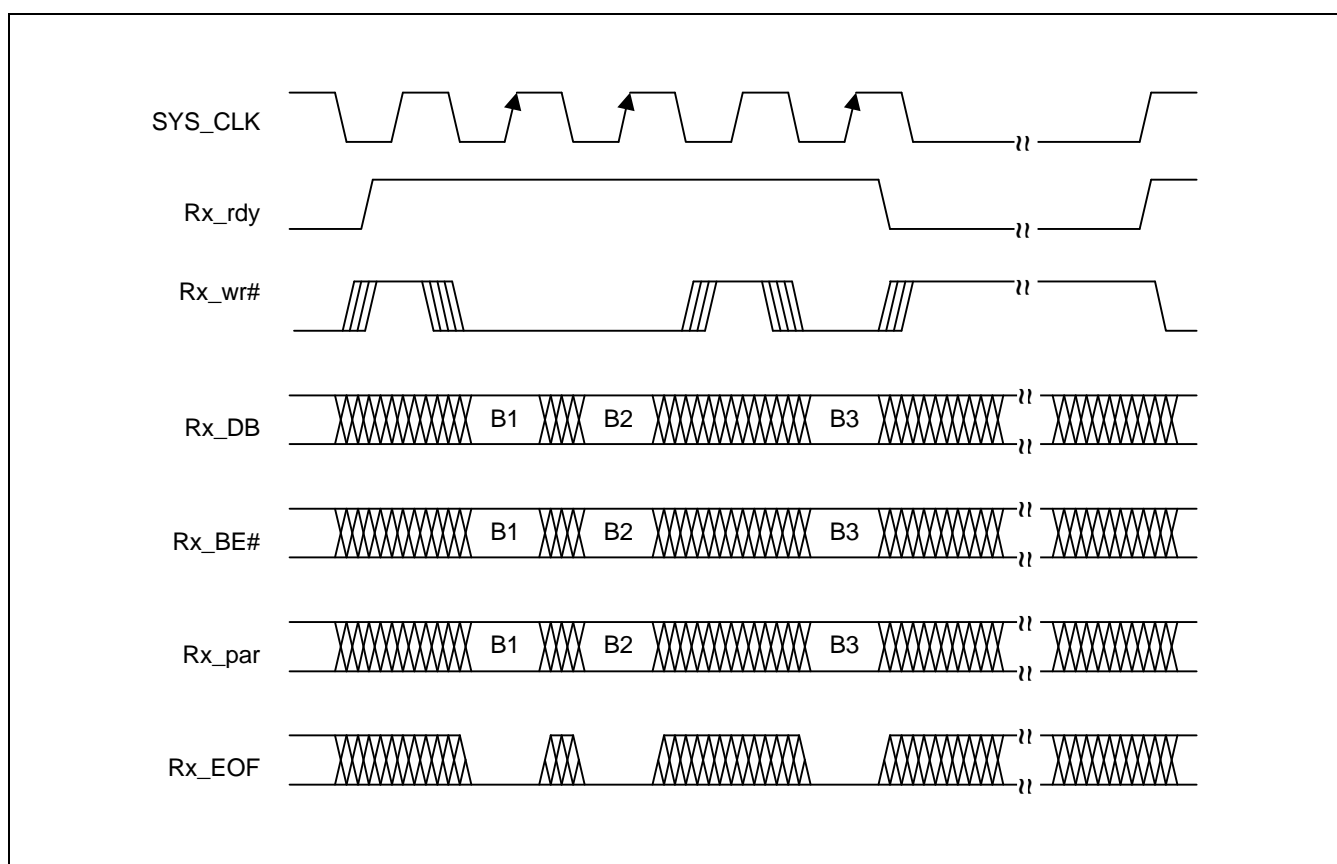 SYS_CLK
Rx_rdy
Rx_wr#
Rx_DB B1 B2 B3
Rx_BE# B1 B2 B3
Rx_par B1 B2 B3
Rx_EOF